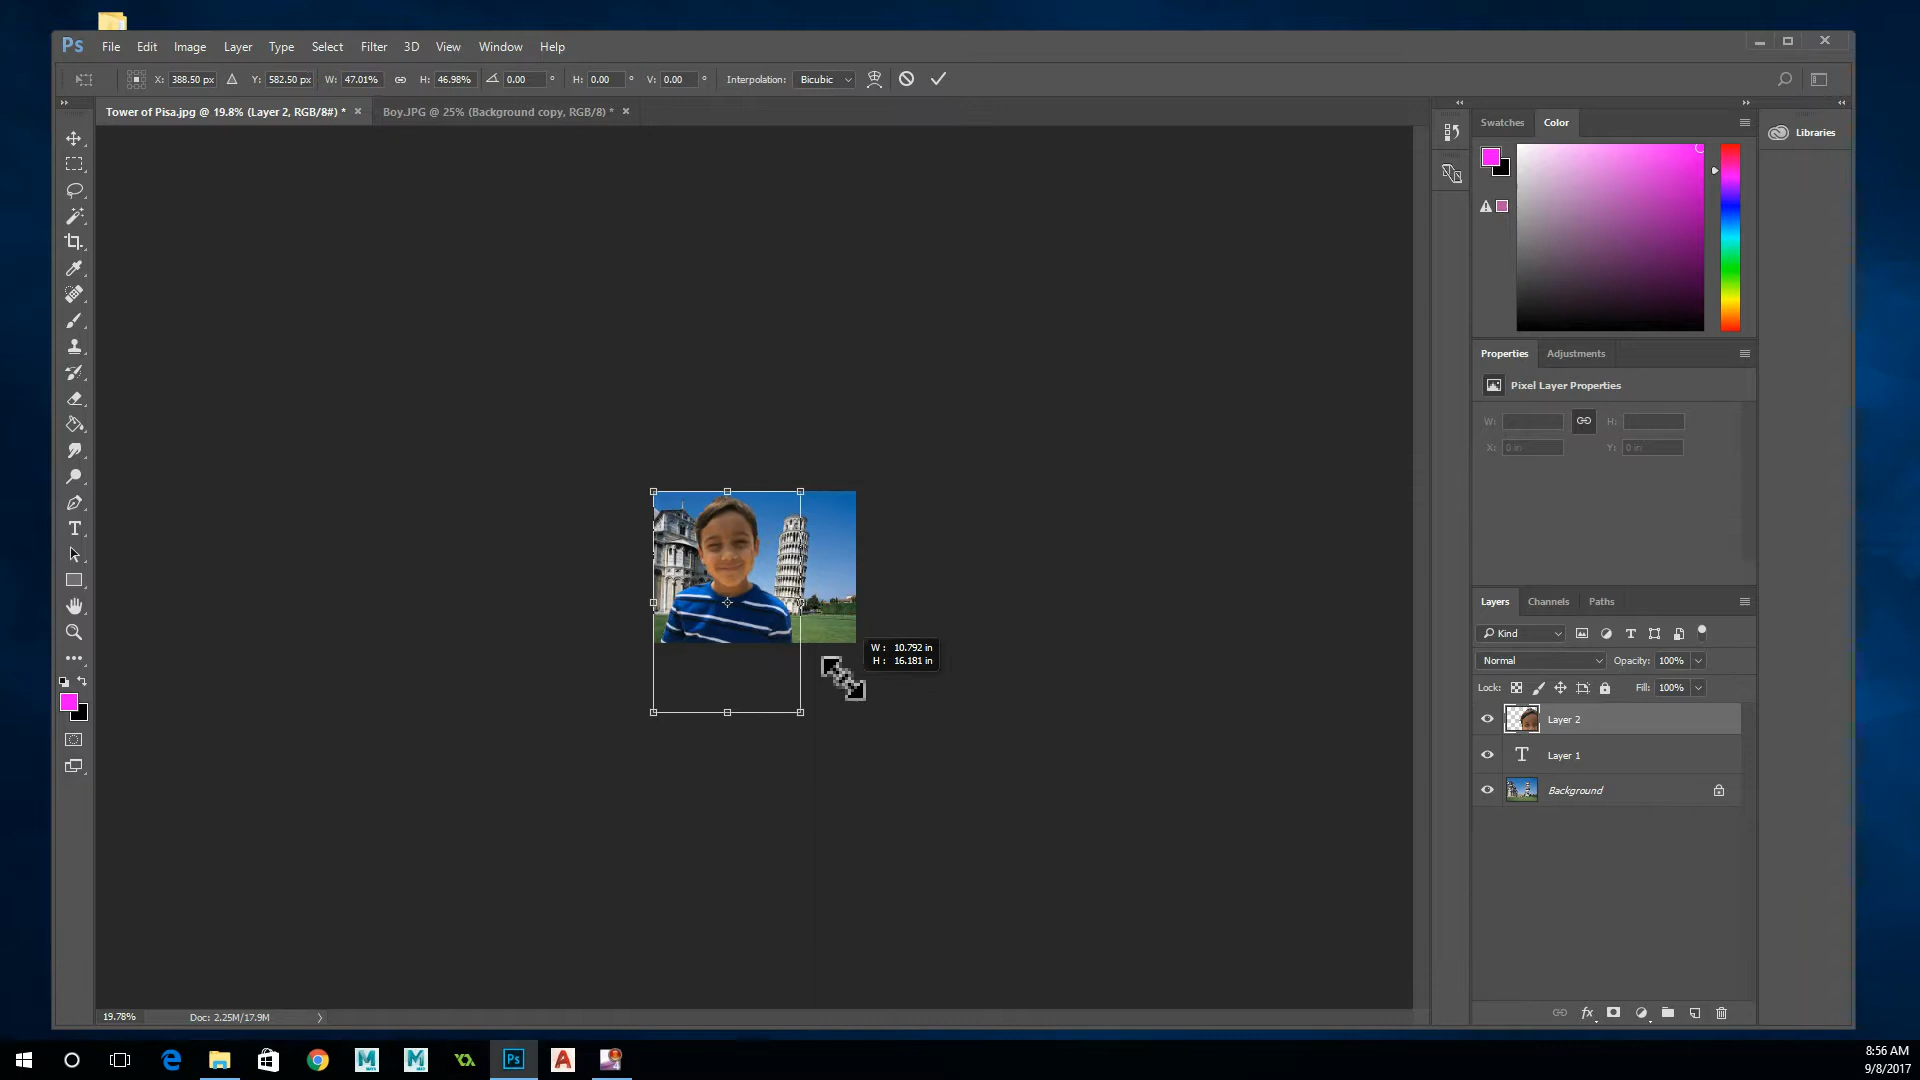 Ps File Edit Image Layer Type Select Filter 3D View Window Help
X: 388.50 px Y: 582.50 px W: 47.01% H: 46.98% 0.00 ° H: 0.00 ° V: 0.00 ° Interpolation: Bicubic
Tower of Pisa.jpg @ 19.8% (Layer 2, RGB/8#) * × Boy.JPG @ 25% (Background copy, RGB/8) * ×
Swatches Color
Libraries
Properties Adjustments
Pixel Layer Properties
W: H:
X: 0 in Y: 0 in
W : 10.792 in
H : 16.181 in
Layers Channels Paths
Kind
Normal Opacity: 100%
Lock: Fill: 100%
Layer 2
T Layer 1
Background
19.78% Doc: 2.25M/17.9M
Ps
8:56 AM
9/8/2017